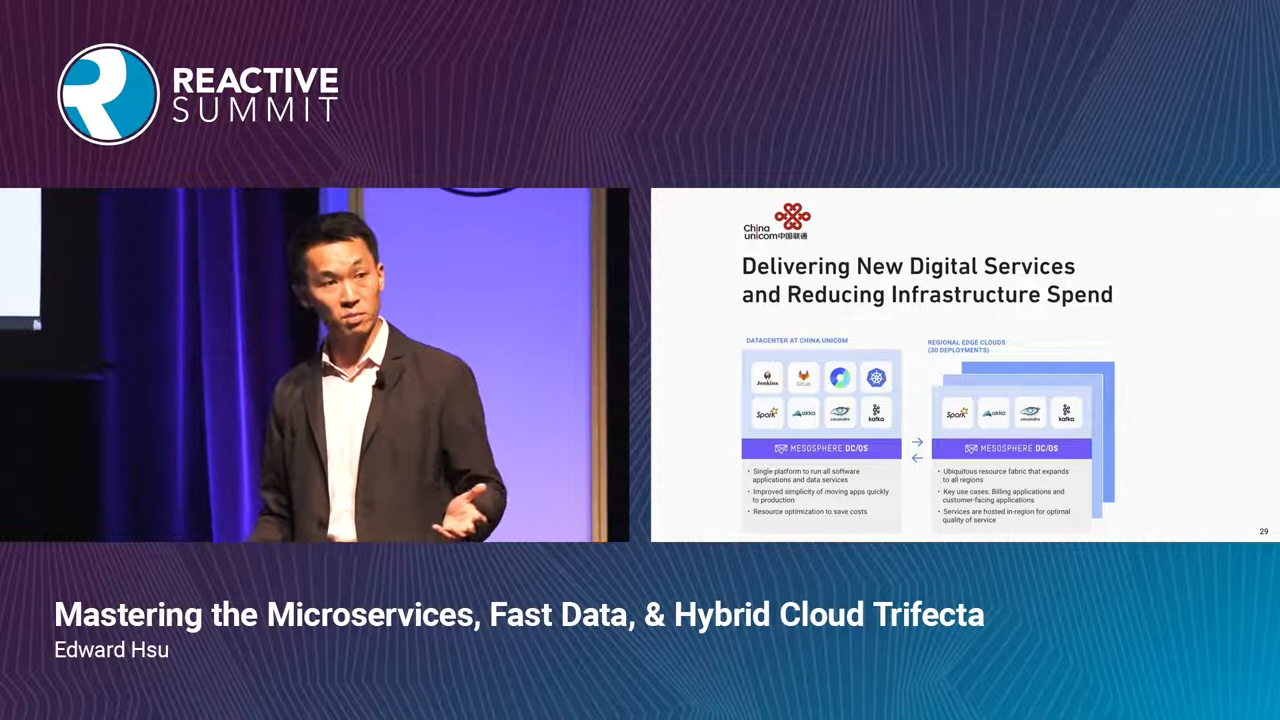 REACTIVE
SUMMIT
China
unicom中国联通
Delivering New Digital Services
and Reducing Infrastructure Spend
DATACENTER AT CHINA UNICOM
Jenkins
GitLab
Spark
akka
cassandra
kafka
MESOSPHERE DC/OS
• Single platform to run all software
applications and data services
• Improved simplicity of moving apps quickly
to production
• Resource optimization to save costs
REGIONAL EDGE CLOUDS
(30 DEPLOYMENTS)
Spark
akka
cassandra
kafka
MESOSPHERE DC/OS
• Ubiquitous resource fabric that expands
to all regions
• Key use cases: Billing applications and
customer-facing applications
• Services are hosted in-region for optimal
quality of service
29
Mastering the Microservices, Fast Data, & Hybrid Cloud Trifecta
Edward Hsu